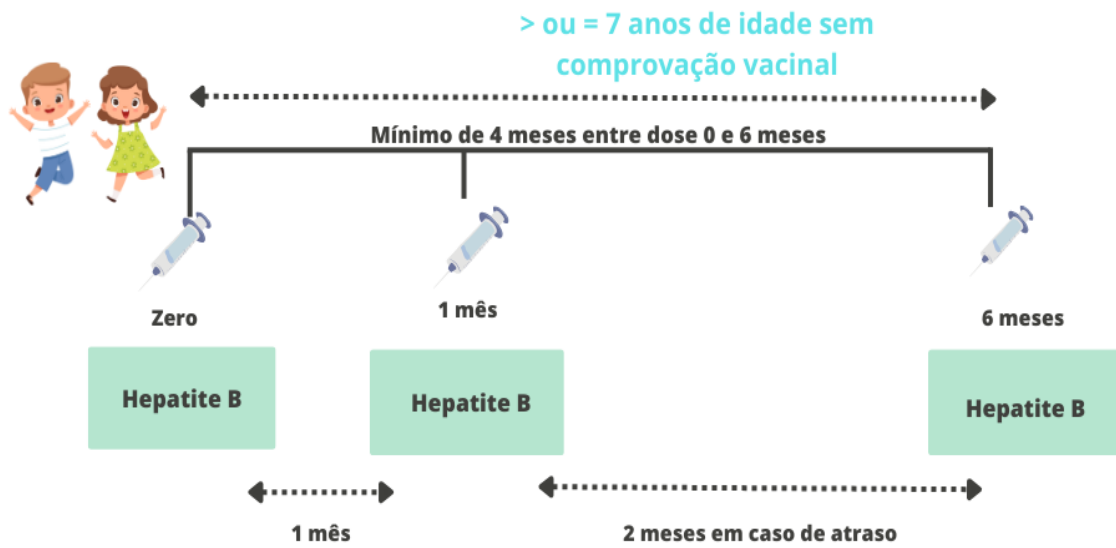 > ou = 7 anos de idade sem
comprovação vacinal
Mínimo de 4 meses entre dose 0 e 6 meses
Zero
1 mês
6 meses
Hepatite B
Hepatite B
Hepatite B
1 mês
2 meses em caso de atraso